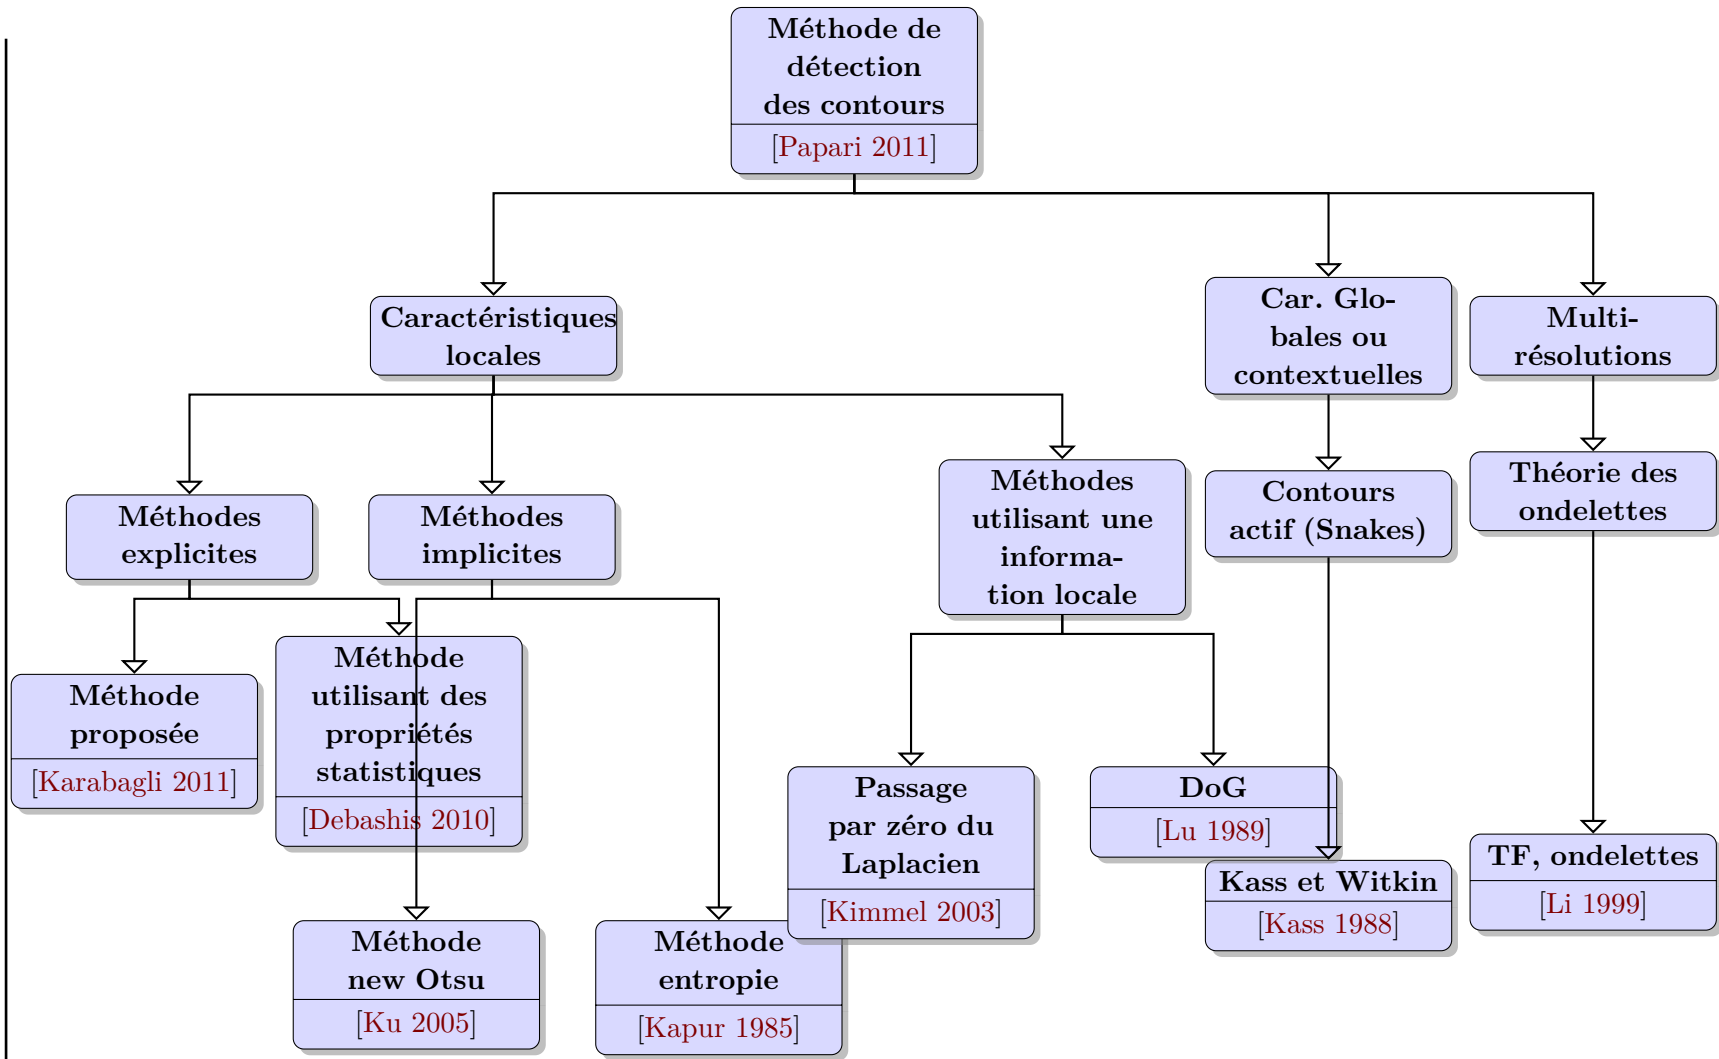 Méthode de
détection
des contours
[Papari 2011]
Caractéristiques
locales
Car. Glo-
bales ou
contextuelles
Multi-
résolutions
Méthodes
explicites
Méthodes
implicites
Méthodes
utilisant une
informa-
tion locale
Contours
actif (Snakes)
Théorie des
ondelettes
Méthode
proposée
[Karabagli 2011]
Méthode
utilisant des
propriétés
statistiques
[Debashis 2010]
Passage
par zéro du
Laplacien
[Kimmel 2003]
DoG
[Lu 1989]
Kass et Witkin
[Kass 1988]
TF, ondelettes
[Li 1999]
Méthode
new Otsu
[Ku 2005]
Méthode
entropie
[Kapur 1985]